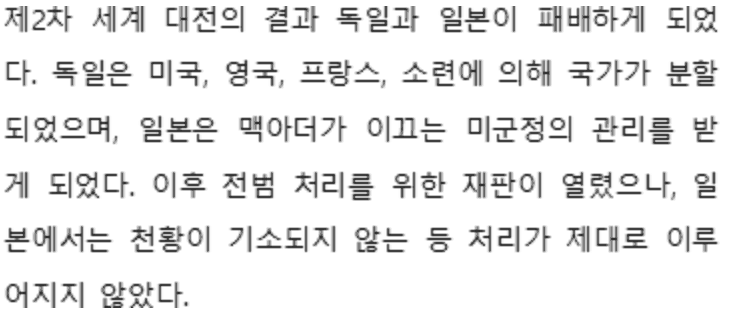 제2차 세계 대전의 결과 독일과 일본이 패배하게 되었
다. 독일은 미국, 영국, 프랑스, 소련에 의해 국가가 분할
되었으며, 일본은 맥아더가 이끄는 미군정의 관리를 받
게 되었다. 이후 전범 처리를 위한 재판이 열렸으나, 일
본에서는 천황이 기소되지 않는 등 처리가 제대로 이루
어지지 않았다.